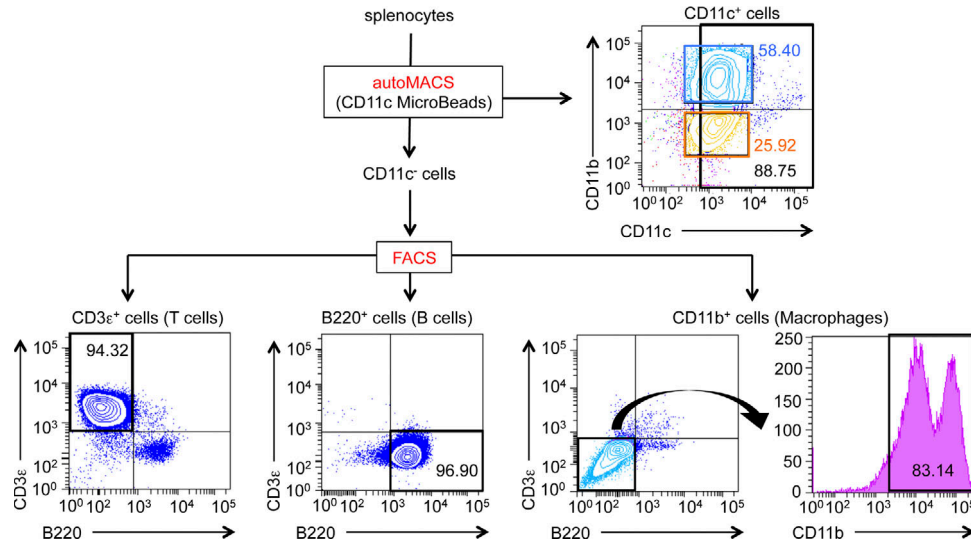 splenocytes
autoMACS
(CD11c MicroBeads)
CD11c⁻ cells
FACS
CD11c⁺ cells
10⁵
10⁴
10³
10²
10⁰
CD11b
58.40
25.92
88.75
10⁰ 10² 10³ 10⁴ 10⁵
CD11c
CD3ε⁺ cells (T cells)
10⁵
10⁴
10³
10²
10⁰
CD3ε
94.32
10⁰ 10² 10³ 10⁴ 10⁵
B220
B220⁺ cells (B cells)
10⁵
10⁴
10³
10²
10⁰
CD3ε
96.90
10⁰ 10² 10³ 10⁴ 10⁵
B220
CD11b⁺ cells (Macrophages)
10⁵
10⁴
10³
10²
10⁰
CD3ε
10⁰ 10² 10³ 10⁴ 10⁵
B220
250
200
150
100
50
0
83.14
10⁰ 10² 10³ 10⁴ 10⁵
CD11b